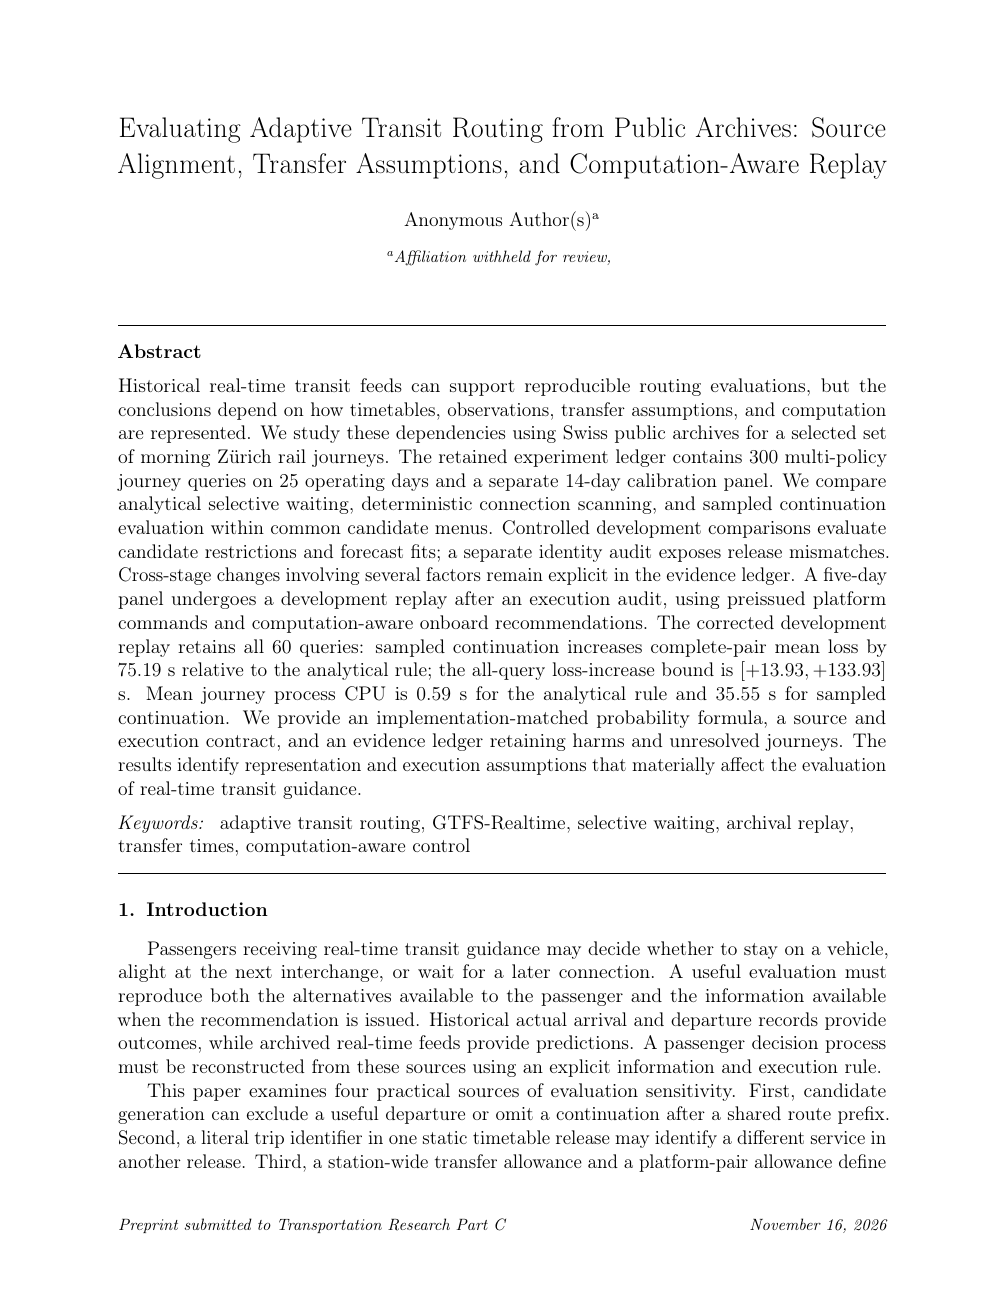 Evaluating Adaptive Transit Routing from Public Archives: Source
Alignment, Transfer Assumptions, and Computation-Aware Replay
Anonymous Author(s)ᵃ
ᵃAffiliation withheld for review,
Abstract
Historical real-time transit feeds can support reproducible routing evaluations, but the
conclusions depend on how timetables, observations, transfer assumptions, and computation
are represented. We study these dependencies using Swiss public archives for a selected set
of morning Zürich rail journeys. The retained experiment ledger contains 300 multi-policy
journey queries on 25 operating days and a separate 14-day calibration panel. We compare
analytical selective waiting, deterministic connection scanning, and sampled continuation
evaluation within common candidate menus. Controlled development comparisons evaluate
candidate restrictions and forecast fits; a separate identity audit exposes release mismatches.
Cross-stage changes involving several factors remain explicit in the evidence ledger. A five-day
panel undergoes a development replay after an execution audit, using preissued platform
commands and computation-aware onboard recommendations. The corrected development
replay retains all 60 queries: sampled continuation increases complete-pair mean loss by
75.19 s relative to the analytical rule; the all-query loss-increase bound is [+13.93, +133.93]
s. Mean journey process CPU is 0.59 s for the analytical rule and 35.55 s for sampled
continuation. We provide an implementation-matched probability formula, a source and
execution contract, and an evidence ledger retaining harms and unresolved journeys. The
results identify representation and execution assumptions that materially affect the evaluation
of real-time transit guidance.
Keywords: adaptive transit routing, GTFS-Realtime, selective waiting, archival replay,
transfer times, computation-aware control
1. Introduction
Passengers receiving real-time transit guidance may decide whether to stay on a vehicle,
alight at the next interchange, or wait for a later connection. A useful evaluation must
reproduce both the alternatives available to the passenger and the information available
when the recommendation is issued. Historical actual arrival and departure records provide
outcomes, while archived real-time feeds provide predictions. A passenger decision process
must be reconstructed from these sources using an explicit information and execution rule.
This paper examines four practical sources of evaluation sensitivity. First, candidate
generation can exclude a useful departure or omit a continuation after a shared route prefix.
Second, a literal trip identifier in one static timetable release may identify a different service in
another release. Third, a station-wide transfer allowance and a platform-pair allowance define
Preprint submitted to Transportation Research Part C
November 16, 2026